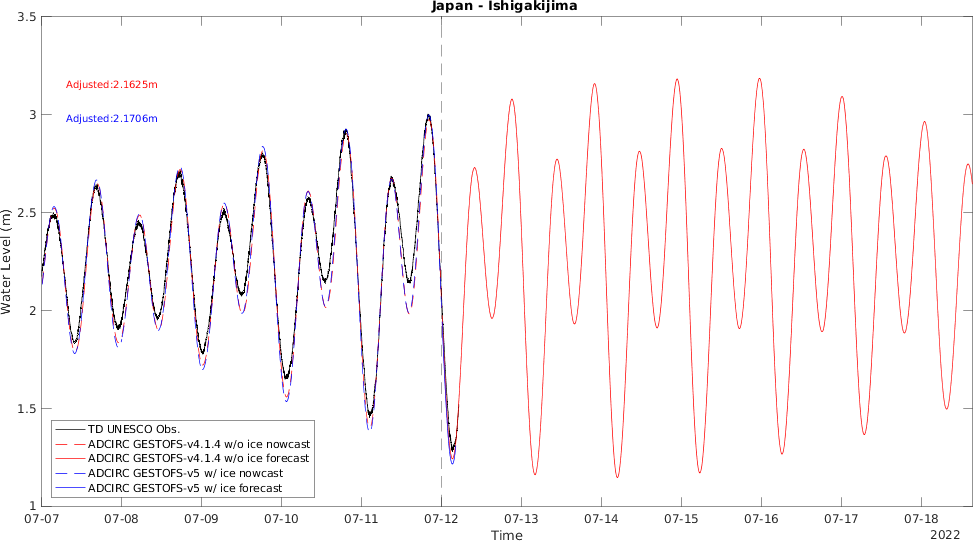 Japan - Ishigakijima
3.5
3
2.5
2
1.5
1
Water Level (m)
Adjusted:2.1625m
Adjusted:2.1706m
TD UNESCO Obs.
ADCIRC GESTOFS-v4.1.4 w/o ice nowcast
ADCIRC GESTOFS-v4.1.4 w/o ice forecast
ADCIRC GESTOFS-v5 w/ ice nowcast
ADCIRC GESTOFS-v5 w/ ice forecast
07-07 07-08 07-09 07-10 07-11 07-12 07-13 07-14 07-15 07-16 07-17 07-18
Time
2022